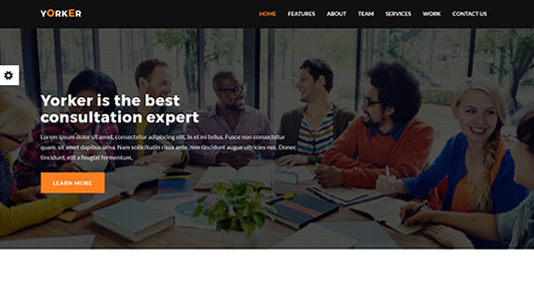 YORKER
HOME FEATURES ABOUT TEAM SERVICES WORK CONTACT US
Yorker is the best
consultation expert
Lorem ipsum dolor sit amet, consectetur adipiscing elit. In et mi tellus. Fusce non consectetur
quam, sit amet dapibus urna. Nam sollicitudin risus ante, non tincidunt augue ultricies nec. Donec
tincidunt, elit a feugiat fermentum,
LEARN MORE